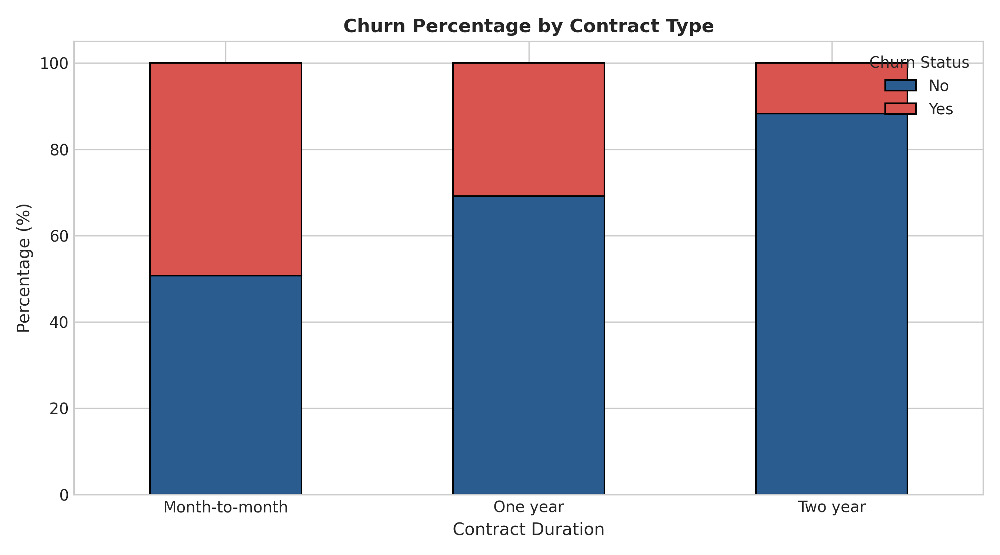 Churn Percentage by Contract Type
Percentage (%)
100
80
60
40
20
0
Churn Status
No
Yes
Month-to-month
One year
Two year
Contract Duration